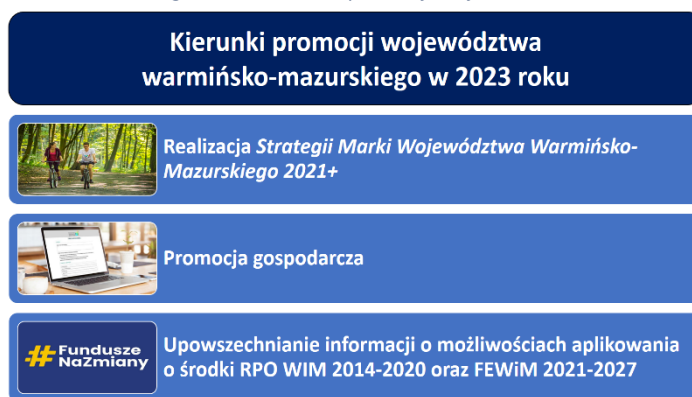 Kierunki promocji województwa
warmińsko-mazurskiego w 2023 roku
Realizacja Strategii Marki Województwa Warmińsko-
Mazurskiego 2021+
Promocja gospodarcza
# Fundusze
NaZmiany
Upowszechnianie informacji o możliwościach aplikowania
o środki RPO WIM 2014-2020 oraz FEWiM 2021-2027